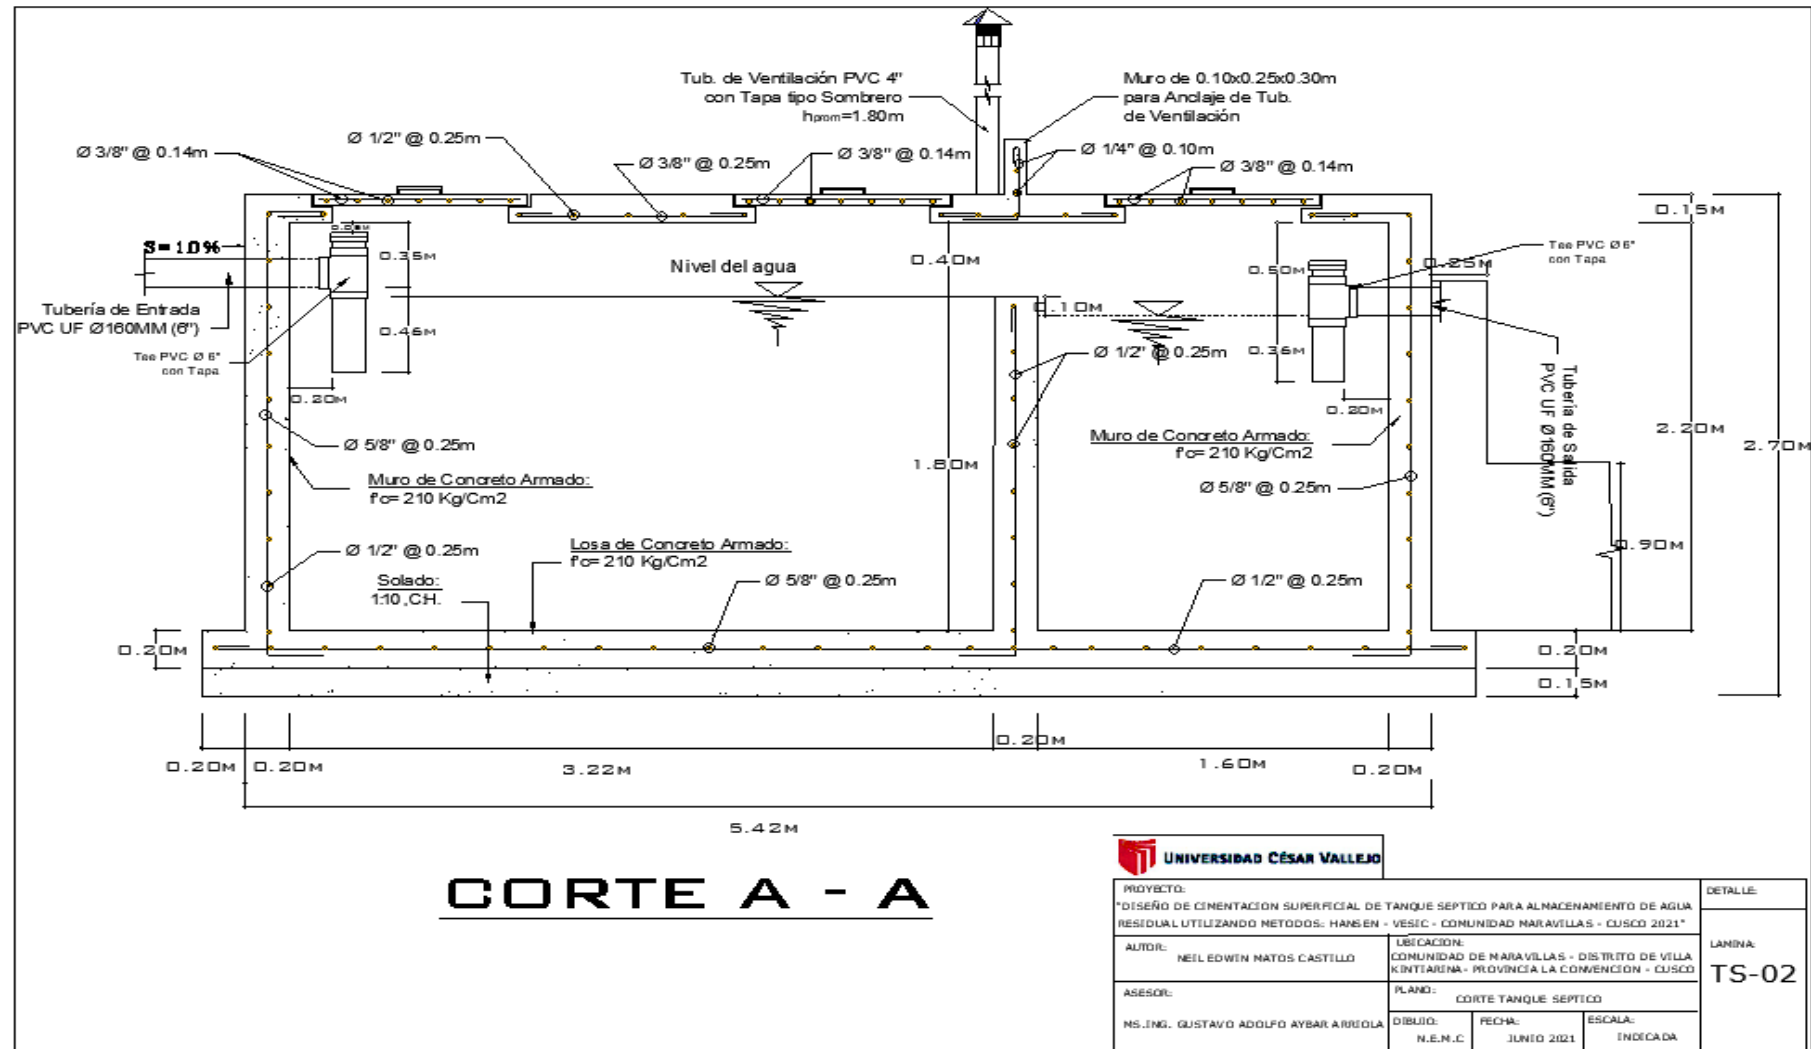 Tub. de Ventilación PVC 4"
con Tapa tipo Sombrero
hprom=1.80m
Muro de 0.10x0.25x0.30m
para Anclaje de Tub.
de Ventilación
Ø 3/8" @ 0.14m
Ø 1/2" @ 0.25m
Ø 3/8" @ 0.25m
Ø 3/8" @ 0.14m
Ø 1/4" @ 0.10m
Ø 3/8" @ 0.14m
0.15M
S=1.0%
0.35M
Nivel del agua
0.40M
0.50M
0.25M
Tee PVC Ø 6"
con Tapa
Tubería de Entrada
PVC UF Ø160MM (6")
0.46M
0.10M
Tee PVC Ø 6"
con Tapa
Ø 1/2" @ 0.25m
0.36M
0.20M
0.20M
Tubería de Salida
PVC UF Ø160MM (6")
Ø 5/8" @ 0.25m
Muro de Concreto Armado:
f'c= 210 Kg/Cm2
1.80M
Muro de Concreto Armado:
f'c= 210 Kg/Cm2
Ø 5/8" @ 0.25m
2.20M
2.70M
Ø 1/2" @ 0.25m
Losa de Concreto Armado:
f'c= 210 Kg/Cm2
0.90M
Solado:
1:10 ,C.H.
Ø 5/8" @ 0.25m
Ø 1/2" @ 0.25m
0.20M
0.20M
0.15M
0.20M
0.20M
3.22M
0.20M
1.60M
0.20M
5.42M
CORTE A - A
UNIVERSIDAD CÉSAR VALLEJO
PROYECTO:
"DISEÑO DE CIMENTACION SUPERFICIAL DE TANQUE SEPTICO PARA ALMACENAMIENTO DE AGUA
RESIDUAL UTILIZANDO METODOS: HANSEN - VESIC - COMUNIDAD MARAVILLAS - CUSCO 2021"
DETALLE:
AUTOR:
NEIL EDWIN MATOS CASTILLO
UBICACION:
COMUNIDAD DE MARAVILLAS - DISTRITO DE VILLA
KINTIARINA- PROVINCIA LA CONVENCION - CUSCO
LAMINA:
TS-02
ASESOR:
MS.ING. GUSTAVO ADOLFO AYBAR ARRIOLA
PLANO:
CORTE TANQUE SEPTICO
DIBUJO:
N.E.M.C
FECHA:
JUNIO 2021
ESCALA:
INDICADA